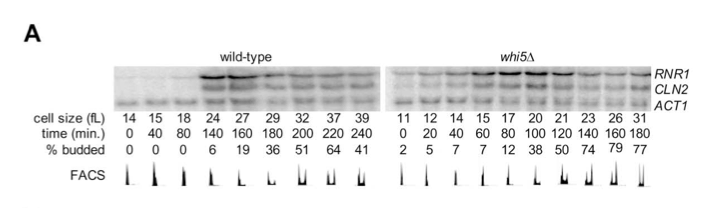 A
wild-type whi5Δ
RNR1
CLN2
ACT1
cell size (fL) 14 15 18 24 27 29 32 37 39 11 12 14 15 17 20 21 23 26 31
time (min.) 0 40 80 140 160 180 200 220 240 0 20 40 60 80 100 120 140 160 180
% budded 0 0 0 6 19 36 51 64 41 2 5 7 7 12 38 50 74 79 77
FACS